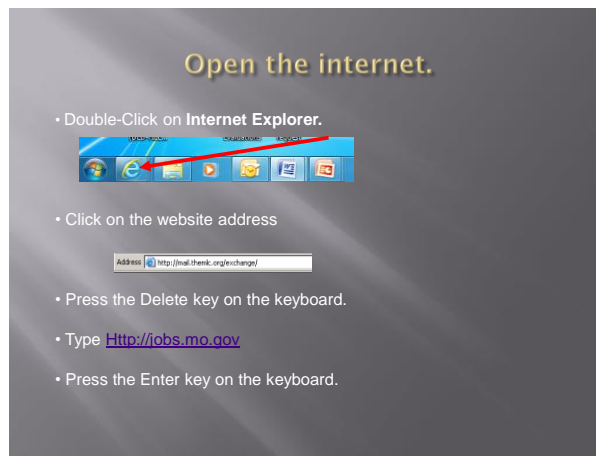 Open the internet.
• Double-Click on Internet Explorer.
Evaluations
• Click on the website address
Address http://mail.themic.org/exchange/
• Press the Delete key on the keyboard.
• Type Http://jobs.mo.gov
• Press the Enter key on the keyboard.